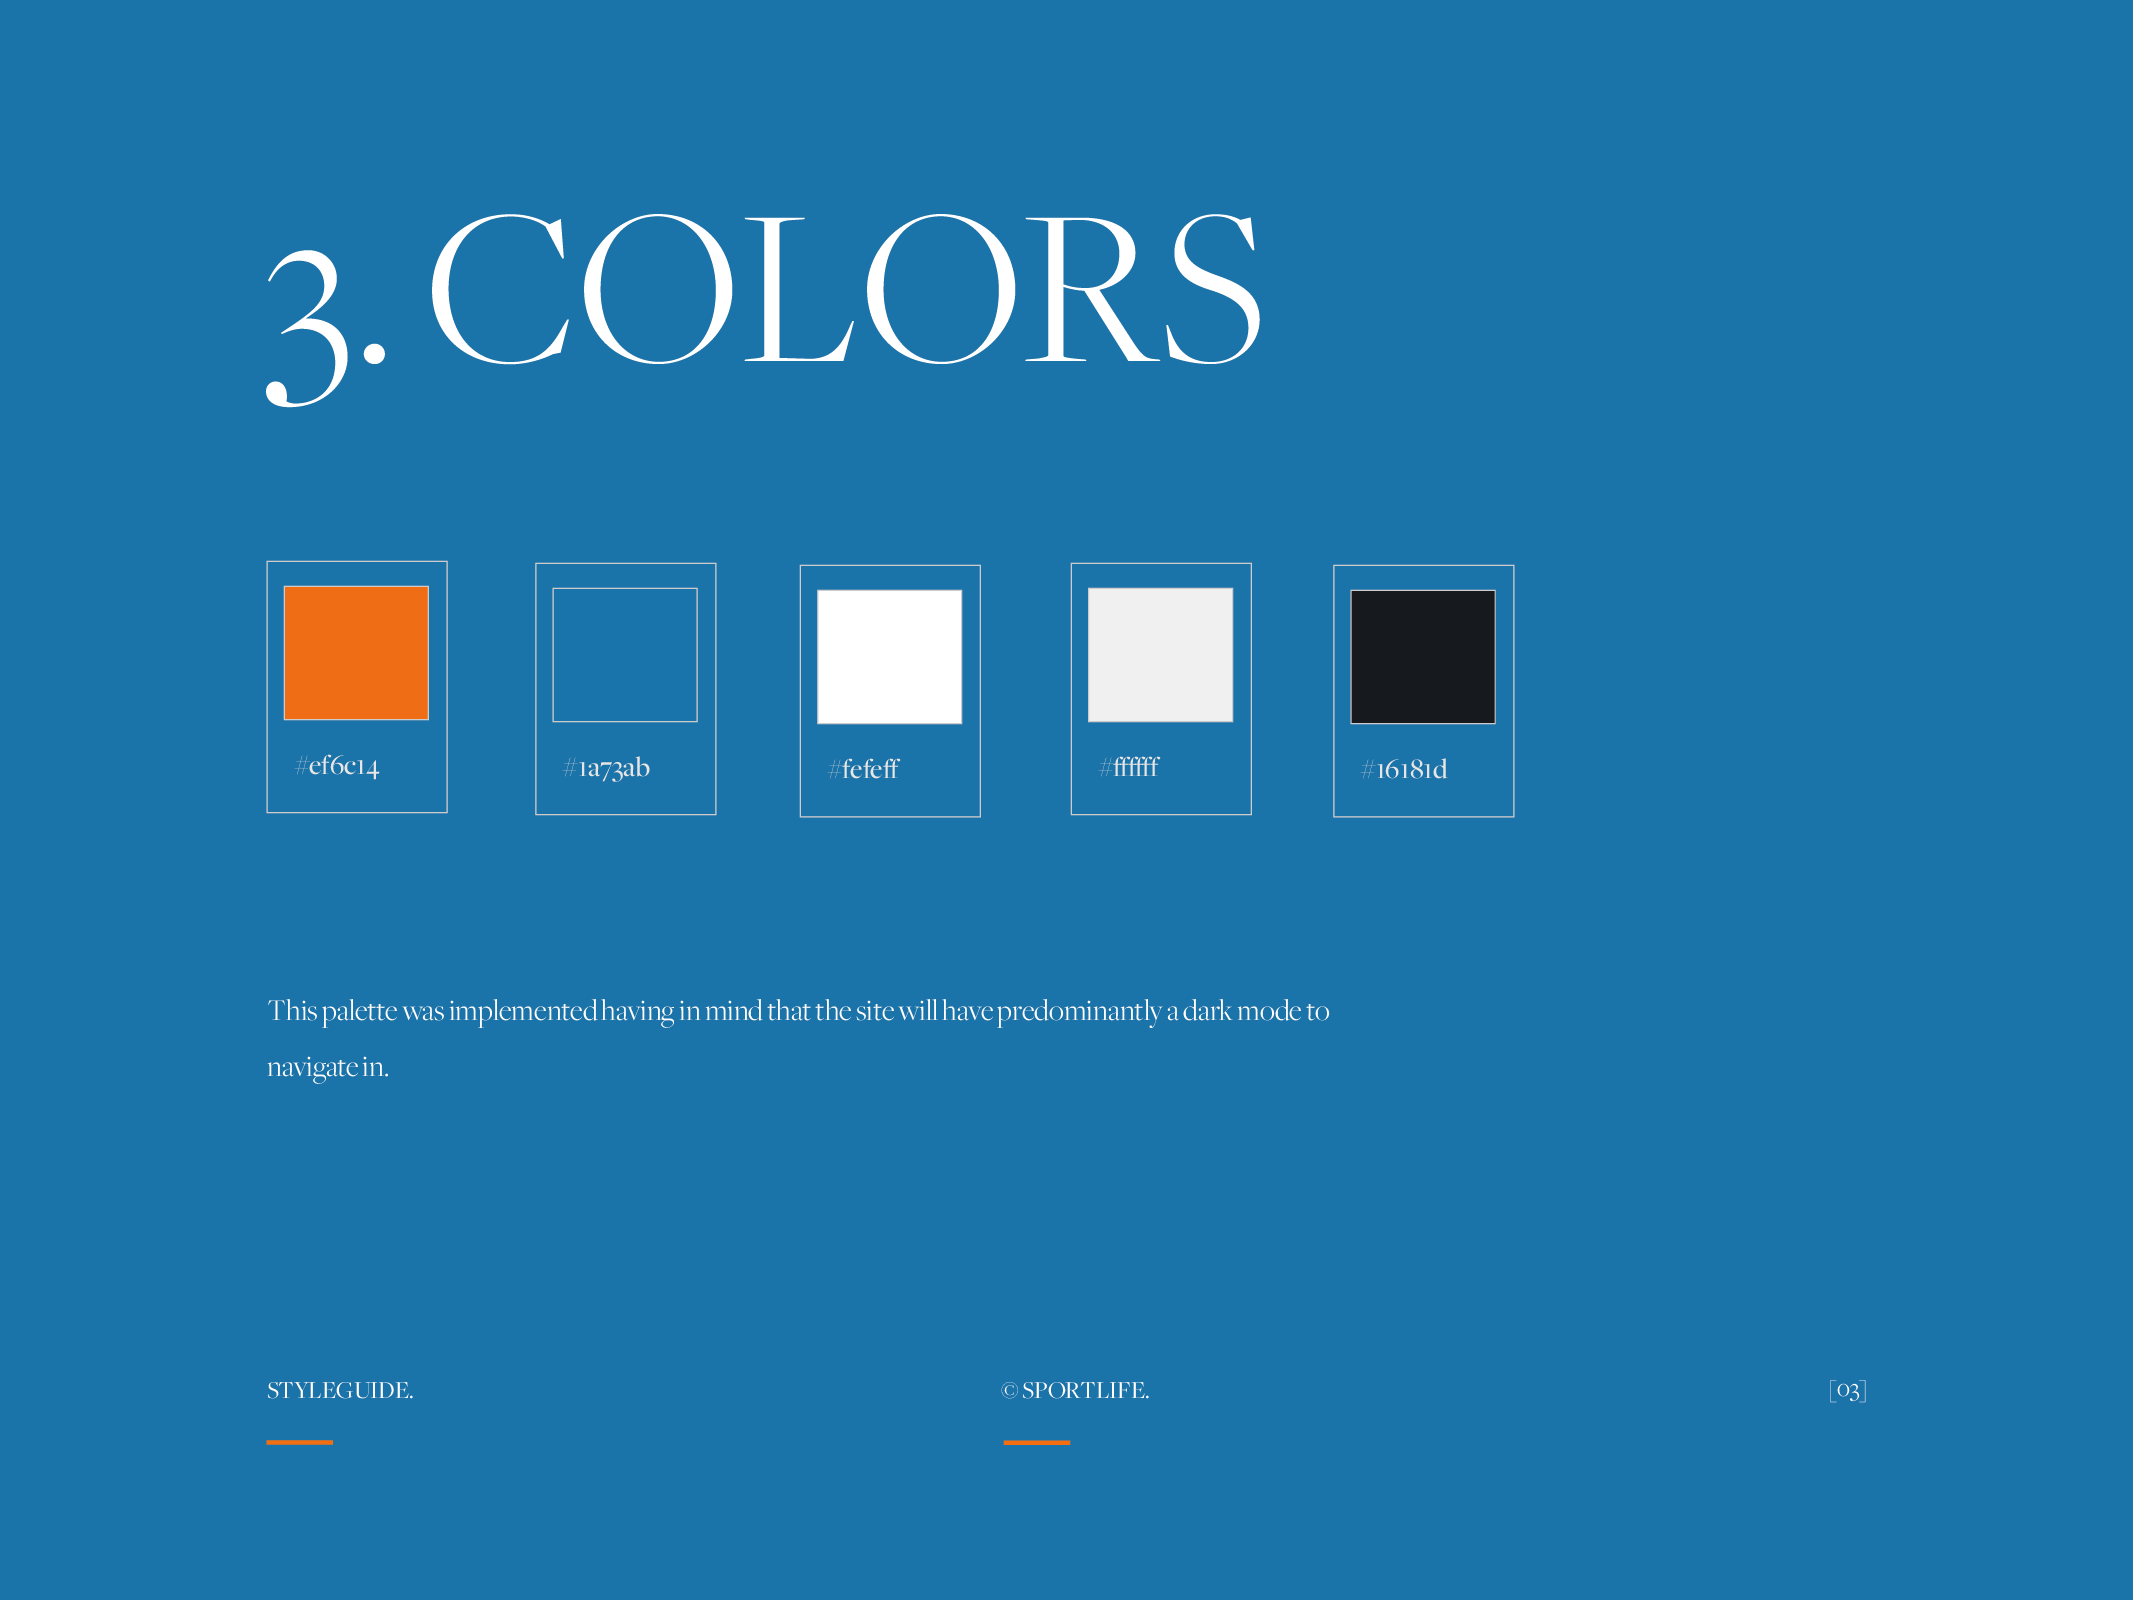 3. COLORS
#ef6c14
#1a73ab
#fefeff
#ffffff
#16181d
This palette was implemented having in mind that the site will have predominantly a dark mode to
navigate in.
STYLEGUIDE.
© SPORTLIFE.
[03]